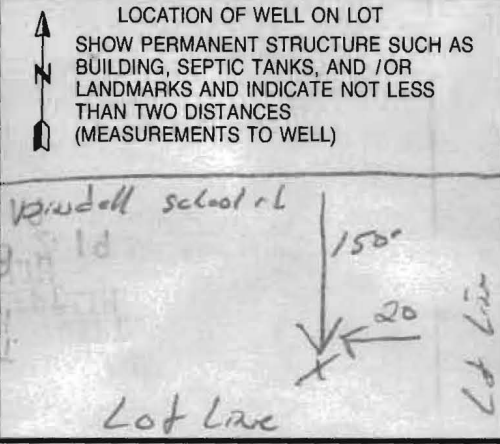 LOCATION OF WELL ON LOT
SHOW PERMANENT STRUCTURE SUCH AS
BUILDING, SEPTIC TANKS, AND /OR
LANDMARKS AND INDICATE NOT LESS
THAN TWO DISTANCES
(MEASUREMENTS TO WELL)
N
school rd
150'
20
Lot Line
Lot Line